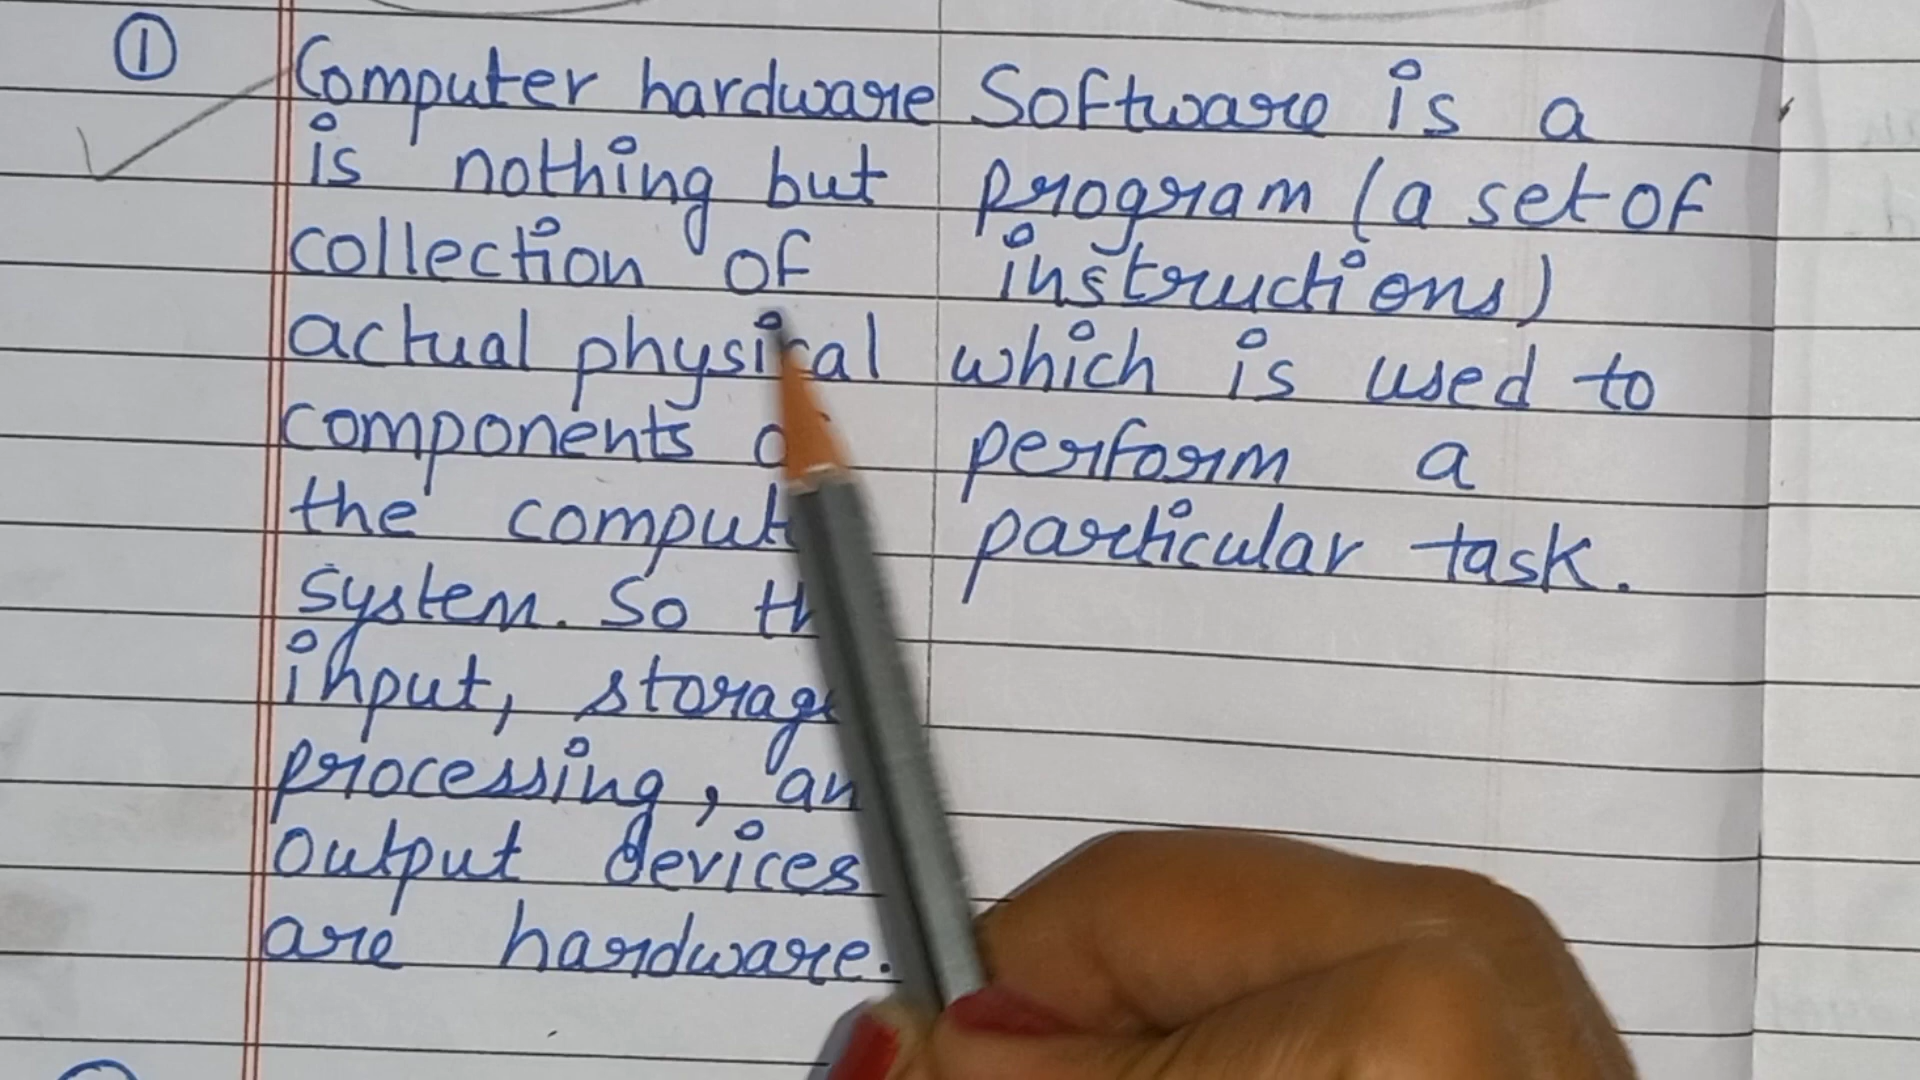 ①
Computer hardware
is nothing but
collection of
actual physical
components
the
system. So
input,
processing,
output devices
are hardware.
Software is a
program (a set of
instructions)
which is used to
perform a
particular task.